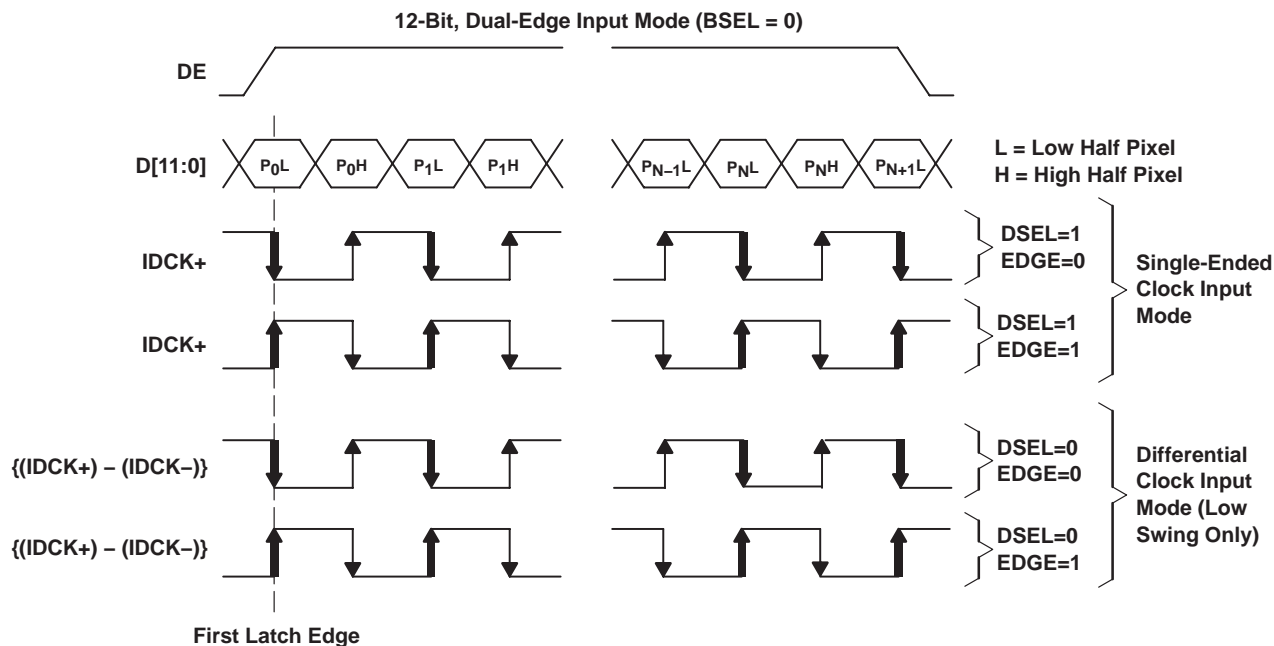 12-Bit, Dual-Edge Input Mode (BSEL = 0)
DE
D[11:0]
P0L P0H P1L P1H PN–1L PNL PNH PN+1L
L = Low Half Pixel
H = High Half Pixel
IDCK+
DSEL=1
EDGE=0
IDCK+
DSEL=1
EDGE=1
Single-Ended
Clock Input
Mode
{(IDCK+) – (IDCK–)}
DSEL=0
EDGE=0
{(IDCK+) – (IDCK–)}
DSEL=0
EDGE=1
Differential
Clock Input
Mode (Low
Swing Only)
First Latch Edge